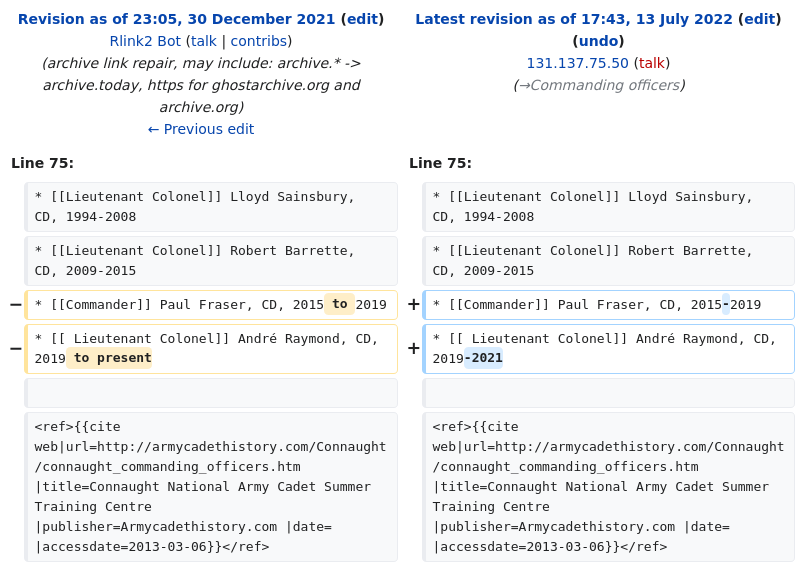 Revision as of 23:05, 30 December 2021 (edit)
Rlink2 Bot (talk | contribs)
(archive link repair, may include: archive.* ->
archive.today, https for ghostarchive.org and
archive.org)
← Previous edit
Latest revision as of 17:43, 13 July 2022 (edit)
(undo)
131.137.75.50 (talk)
(→Commanding officers)
Line 75:
* [[Lieutenant Colonel]] Lloyd Sainsbury,
CD, 1994-2008
* [[Lieutenant Colonel]] Robert Barrette,
CD, 2009-2015
− * [[Commander]] Paul Fraser, CD, 2015 to 2019
− * [[ Lieutenant Colonel]] André Raymond, CD,
2019 to present
<ref>{{cite
web|url=http://armycadethistory.com/Connaught
/connaught_commanding_officers.htm
|title=Connaught National Army Cadet Summer
Training Centre
|publisher=Armycadethistory.com |date=
|accessdate=2013-03-06}}</ref>
Line 75:
* [[Lieutenant Colonel]] Lloyd Sainsbury,
CD, 1994-2008
* [[Lieutenant Colonel]] Robert Barrette,
CD, 2009-2015
+ * [[Commander]] Paul Fraser, CD, 2015-2019
+ * [[ Lieutenant Colonel]] André Raymond, CD,
2019-2021
<ref>{{cite
web|url=http://armycadethistory.com/Connaught
/connaught_commanding_officers.htm
|title=Connaught National Army Cadet Summer
Training Centre
|publisher=Armycadethistory.com |date=
|accessdate=2013-03-06}}</ref>